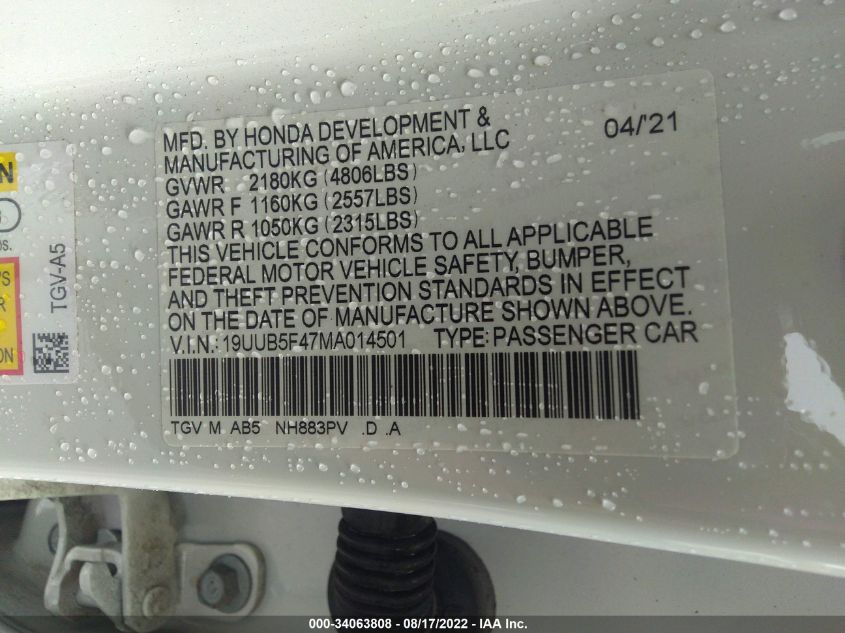 N
os.
'S
R
ION
TGV-A5
MFD. BY HONDA DEVELOPMENT &
MANUFACTURING OF AMERICA, LLC
04/'21
GVWR 2180KG (4806LBS)
GAWR F 1160KG (2557LBS)
GAWR R 1050KG (2315LBS)
THIS VEHICLE CONFORMS TO ALL APPLICABLE
FEDERAL MOTOR VEHICLE SAFETY, BUMPER,
AND THEFT PREVENTION STANDARDS IN EFFECT
ON THE DATE OF MANUFACTURE SHOWN ABOVE.
V.I.N.: 19UUB5F47MA014501 TYPE: PASSENGER CAR
TGV M AB5 NH883PV .D .A
000-34063808 - 08/17/2022 - IAA Inc.